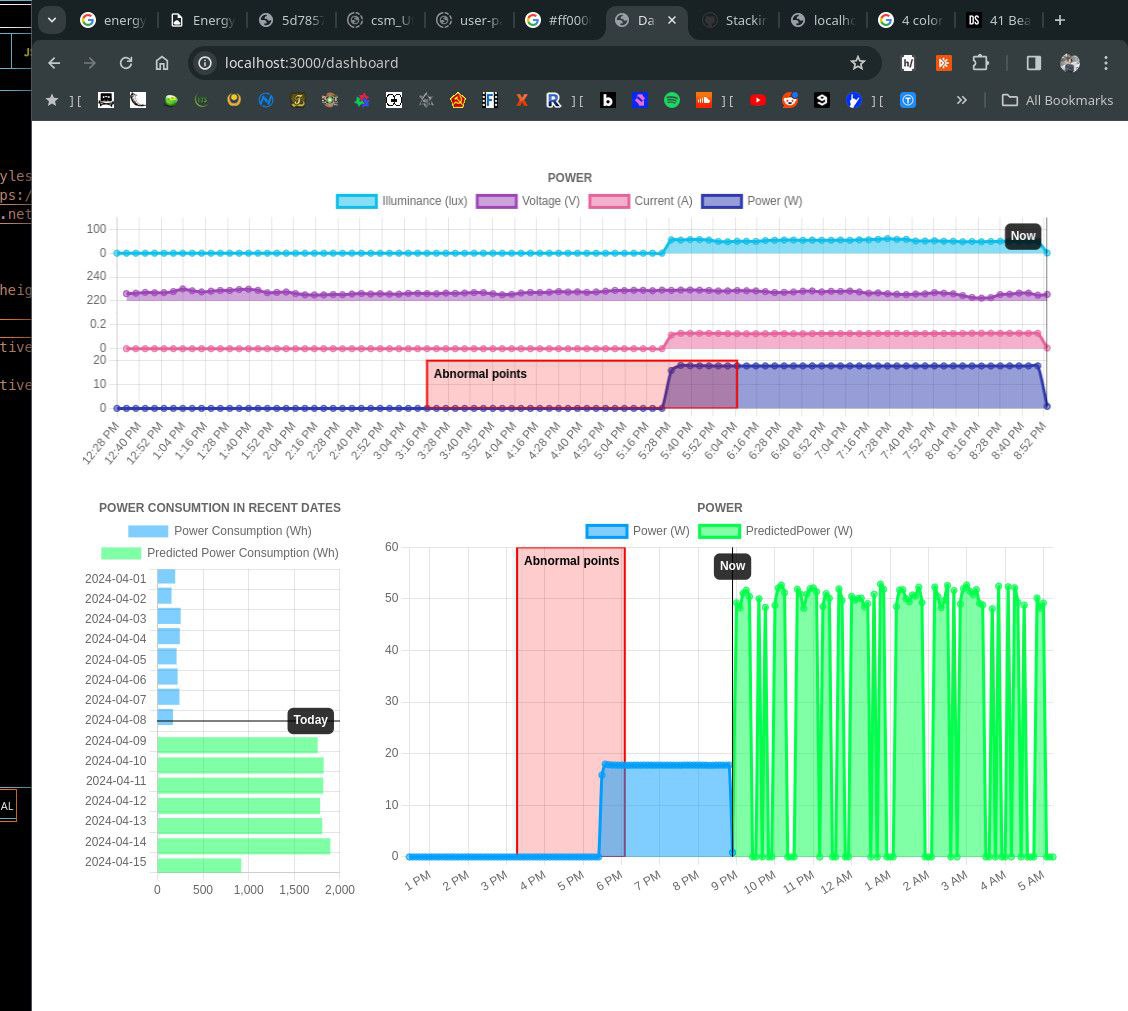 energy
Energy
5d785
csm_U
user-p
#ff000
Da
Stackin
localho
4 color
41 Bea
localhost:3000/dashboard
All Bookmarks
JS
yles
ps:/
.net
heig
tive
tive
AL
POWER
Illuminance (lux) Voltage (V) Current (A) Power (W)
100
0
Now
240
220
0.2
0
20
10
0
Abnormal points
12:28 PM 12:40 PM 12:52 PM 1:04 PM 1:16 PM 1:28 PM 1:40 PM 1:52 PM 2:04 PM 2:16 PM 2:28 PM 2:40 PM 2:52 PM 3:04 PM 3:16 PM 3:28 PM 3:40 PM 3:52 PM 4:04 PM 4:16 PM 4:28 PM 4:40 PM 4:52 PM 5:04 PM 5:16 PM 5:28 PM 5:40 PM 5:52 PM 6:04 PM 6:16 PM 6:28 PM 6:40 PM 6:52 PM 7:04 PM 7:16 PM 7:28 PM 7:40 PM 7:52 PM 8:04 PM 8:16 PM 8:28 PM 8:40 PM 8:52 PM
POWER CONSUMTION IN RECENT DATES
Power Consumption (Wh)
Predicted Power Consumption (Wh)
2024-04-01
2024-04-02
2024-04-03
2024-04-04
2024-04-05
2024-04-06
2024-04-07
2024-04-08
Today
2024-04-09
2024-04-10
2024-04-11
2024-04-12
2024-04-13
2024-04-14
2024-04-15
0 500 1,000 1,500 2,000
POWER
Power (W) PredictedPower (W)
60
Abnormal points
Now
50
40
30
20
10
0
1 PM 2 PM 3 PM 4 PM 5 PM 6 PM 7 PM 8 PM 9 PM 10 PM 11 PM 12 AM 1 AM 2 AM 3 AM 4 AM 5 AM